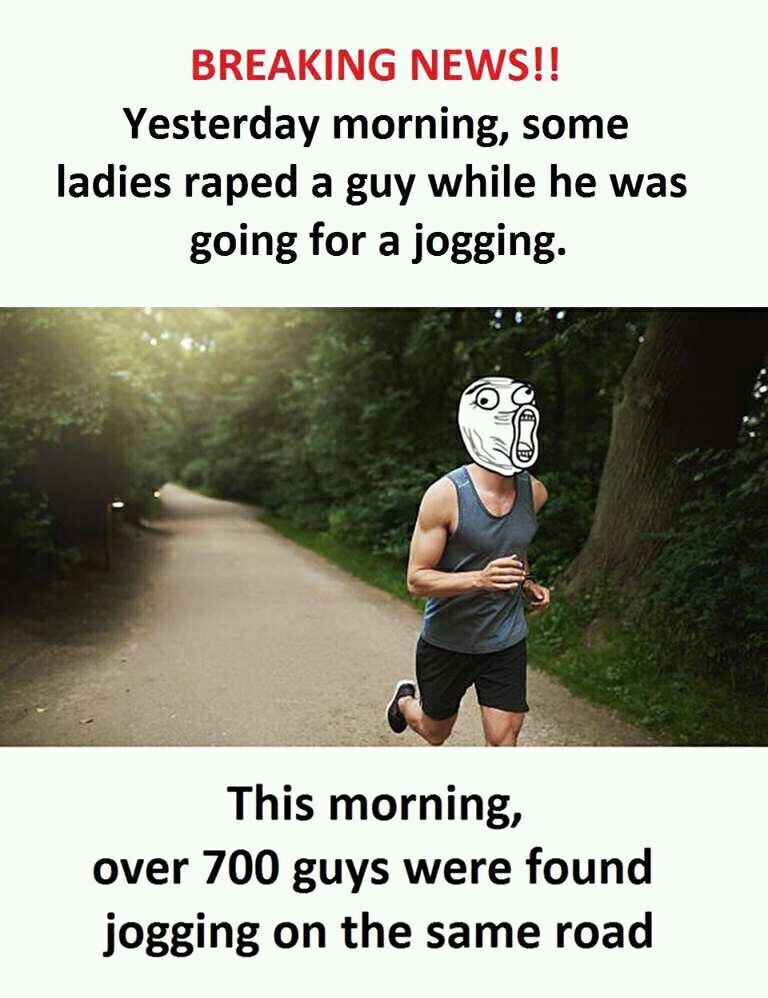 BREAKING NEWS!!
Yesterday morning, some
ladies raped a guy while he was
going for a jogging.
This morning,
over 700 guys were found
jogging on the same road